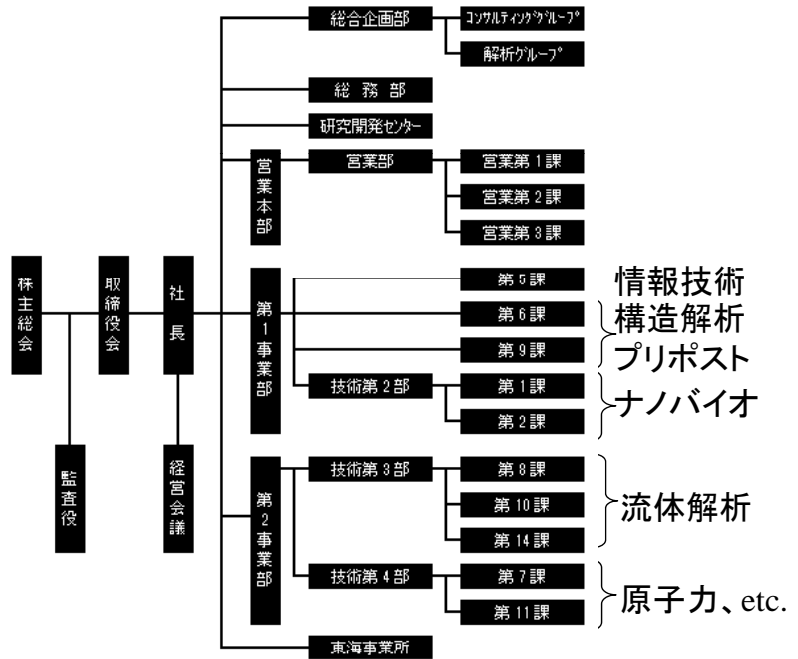 総合企画部
コンサルティンググループ
解析グループ
総務部
研究開発センター
営業本部
営業部
営業第1課
営業第2課
営業第3課
株主総会
取締役会
社長
監査役
経営会議
第1事業部
第5課
情報技術
第6課
構造解析
第9課
プリポスト
技術第2部
第1課
ナノバイオ
第2課
第2事業部
技術第3部
第8課
第10課
流体解析
第14課
技術第4部
第7課
原子力、etc.
第11課
東海事業所